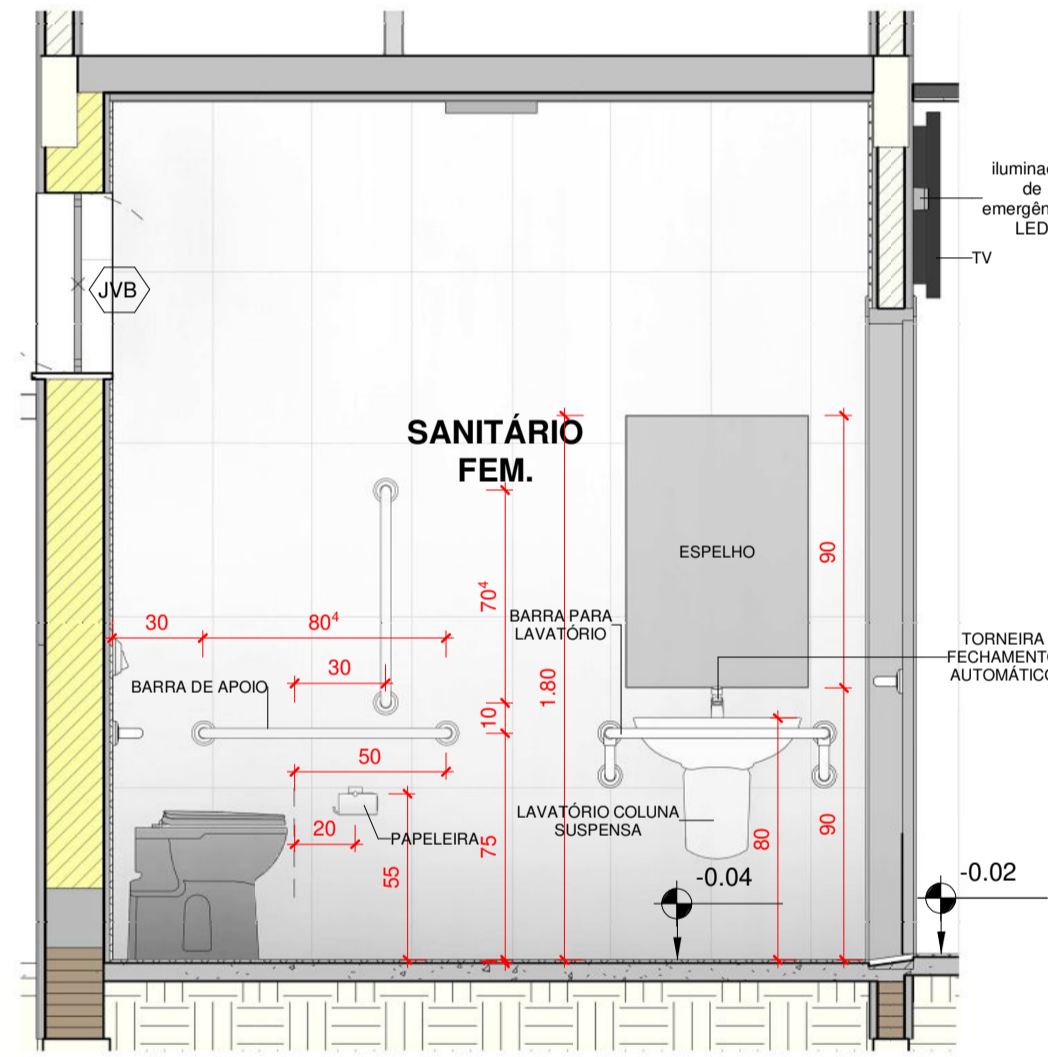 iluminaç
de
emergên
LED
TV
JVB
SANITÁRIO
FEM.
ESPELHO
90
70⁴
1.80
BARRA PARA
LAVATÓRIO
30
80⁴
30
TORNEIRA
FECHAMENTO
AUTOMÁTICO
BARRA DE APOIO
10
50
LAVATÓRIO COLUNA
SUSPENSA
20
PAPELEIRA
75
80
90
55
-0.04
-0.02